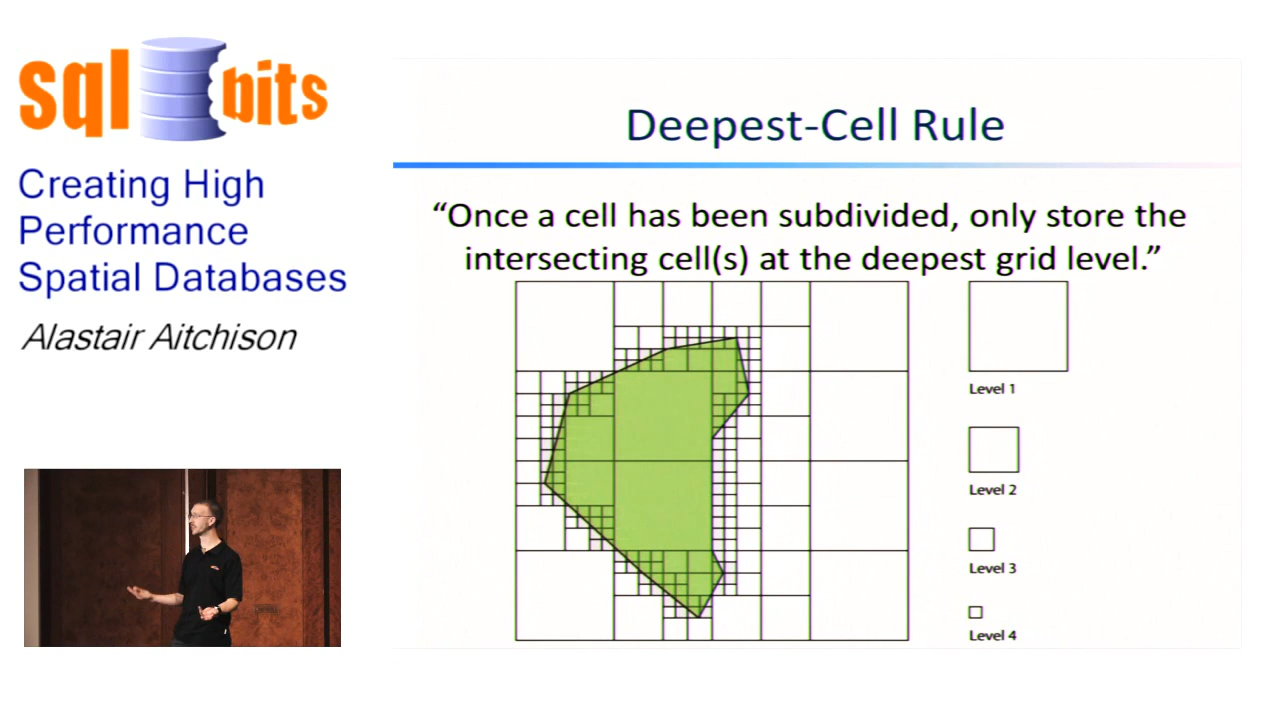 sql bits
Creating High
Performance
Spatial Databases
Alastair Aitchison
Deepest-Cell Rule
“Once a cell has been subdivided, only store the
intersecting cell(s) at the deepest grid level.”
Level 1
Level 2
Level 3
Level 4